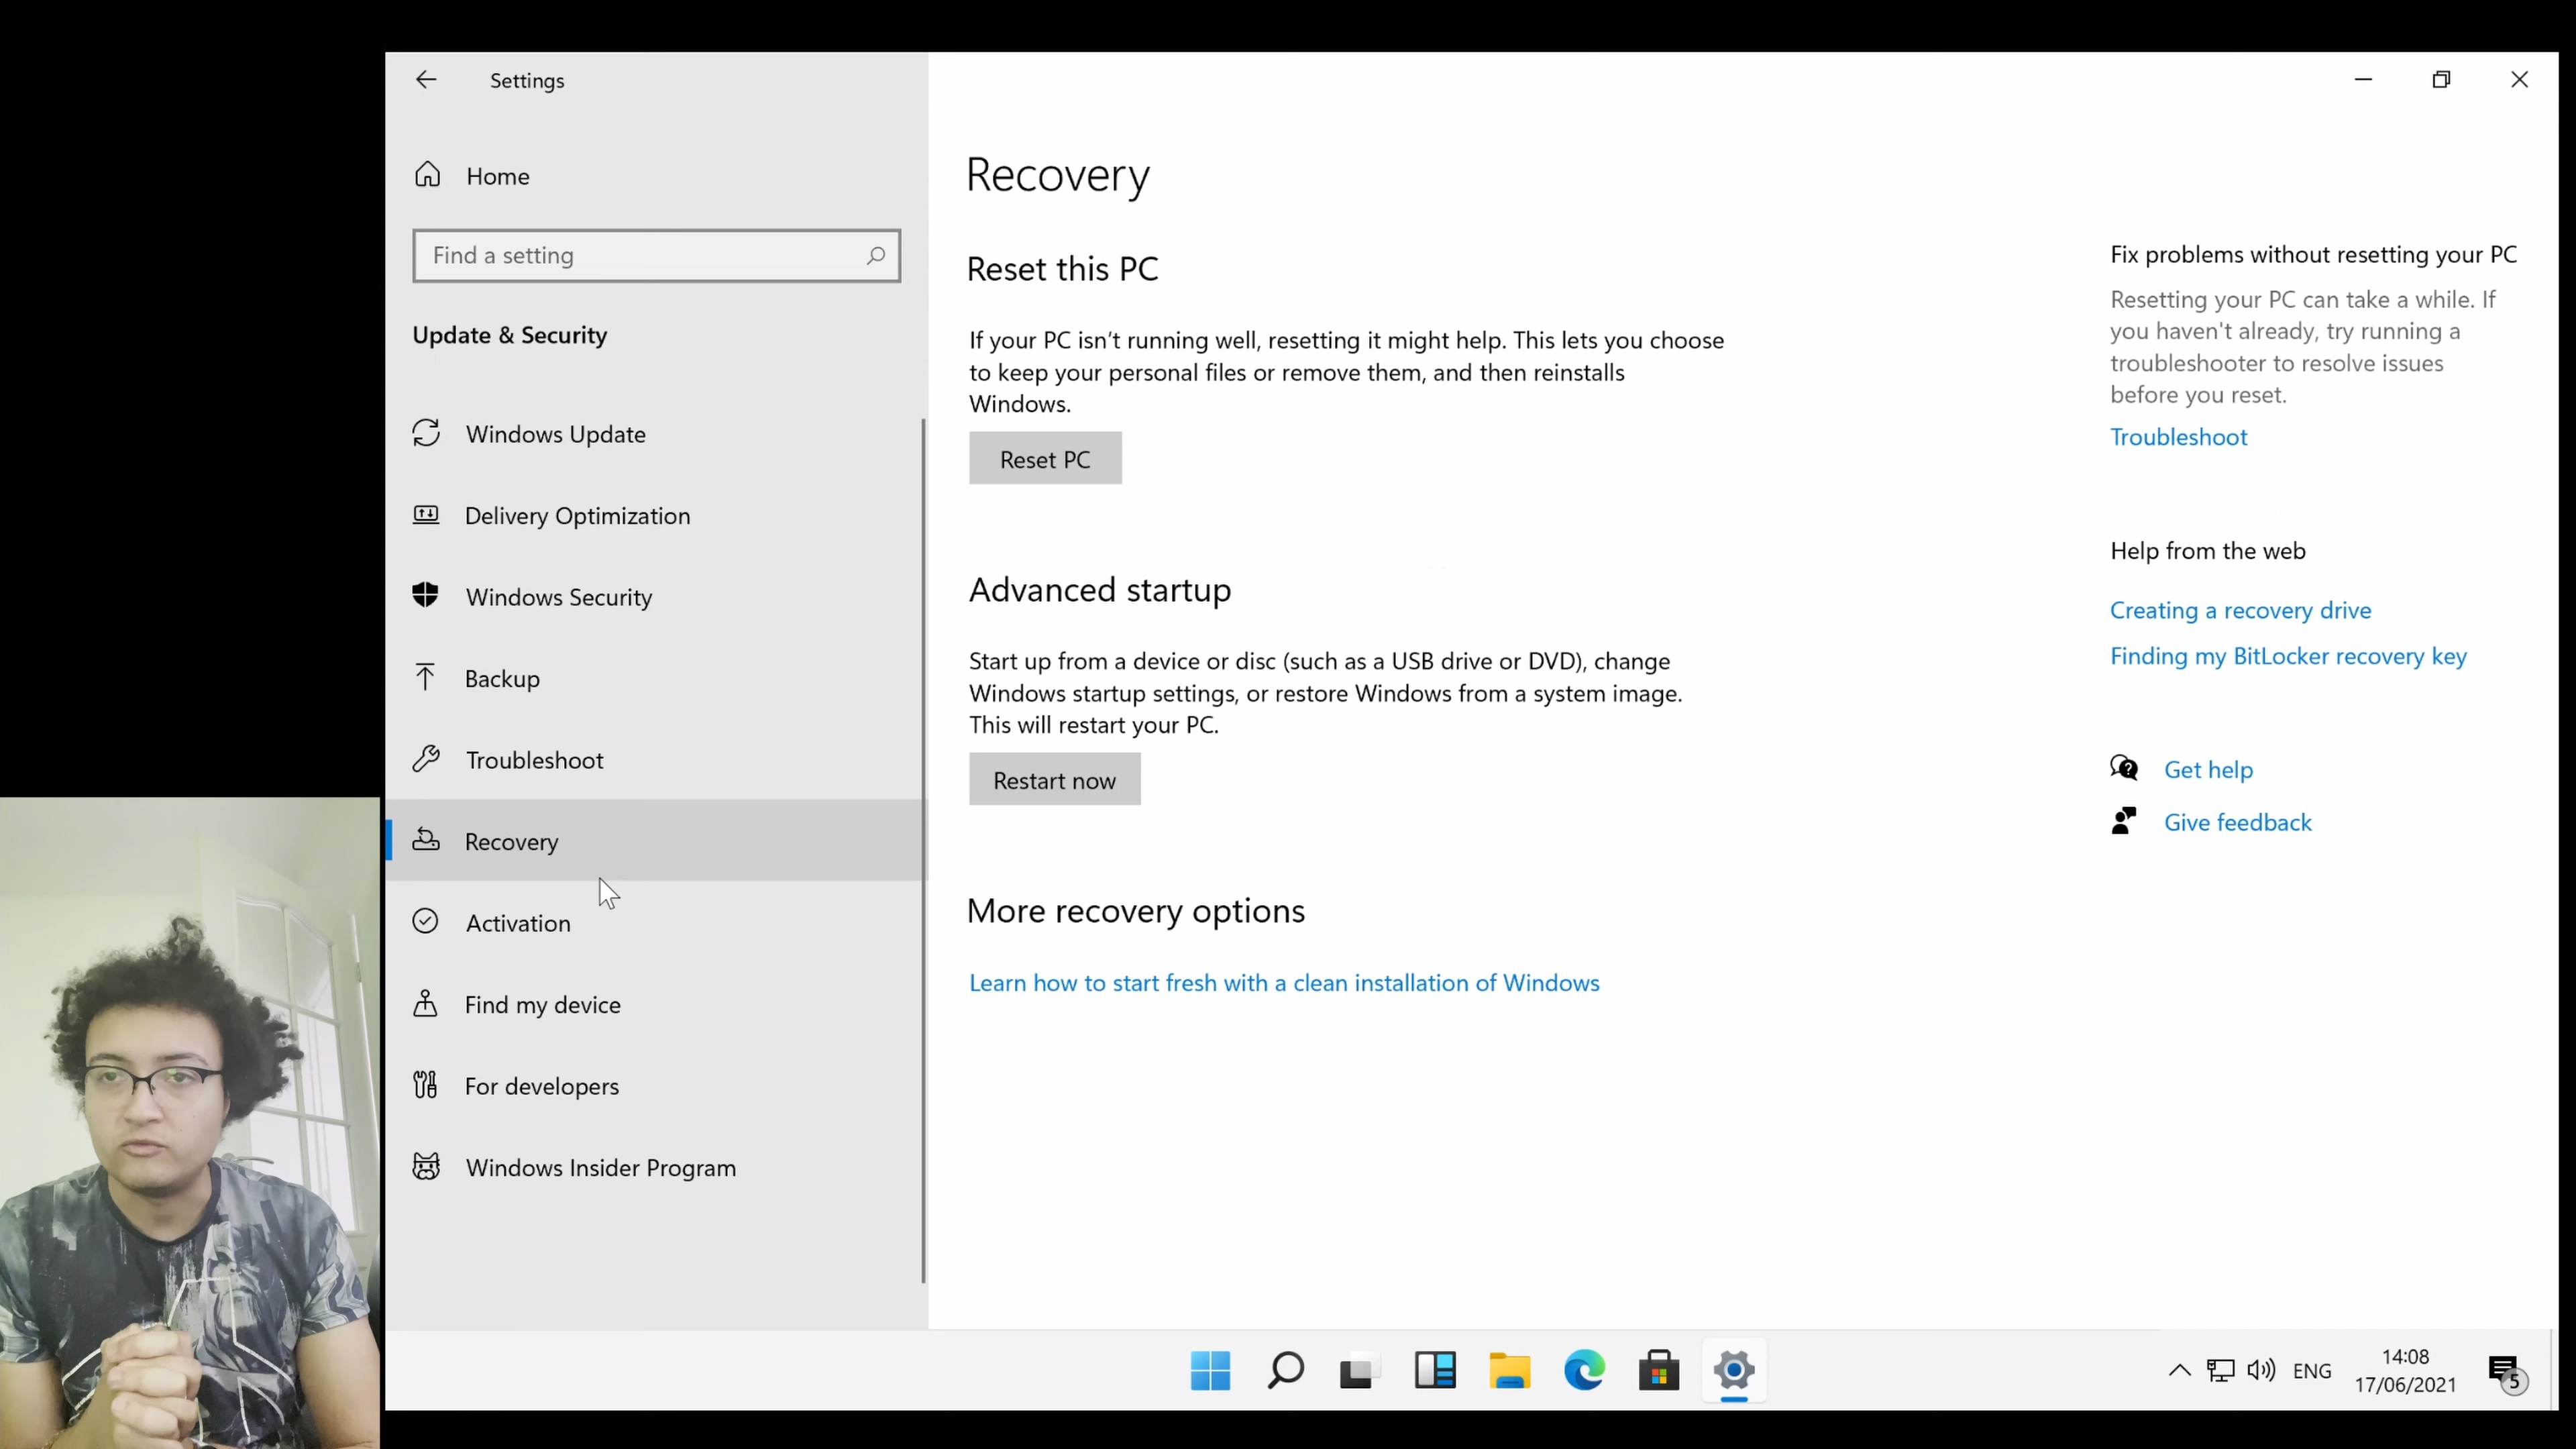 Settings
Home
Find a setting
Update & Security
Windows Update
Delivery Optimization
Windows Security
Backup
Troubleshoot
Recovery
Activation
Find my device
For developers
Windows Insider Program
Recovery
Reset this PC
If your PC isn't running well, resetting it might help. This lets you choose
to keep your personal files or remove them, and then reinstalls
Windows.
Reset PC
Advanced startup
Start up from a device or disc (such as a USB drive or DVD), change
Windows startup settings, or restore Windows from a system image.
This will restart your PC.
Restart now
More recovery options
Learn how to start fresh with a clean installation of Windows
Fix problems without resetting your PC
Resetting your PC can take a while. If
you haven't already, try running a
troubleshooter to resolve issues
before you reset.
Troubleshoot
Help from the web
Creating a recovery drive
Finding my BitLocker recovery key
Get help
Give feedback
ENG
14:08
17/06/2021
5